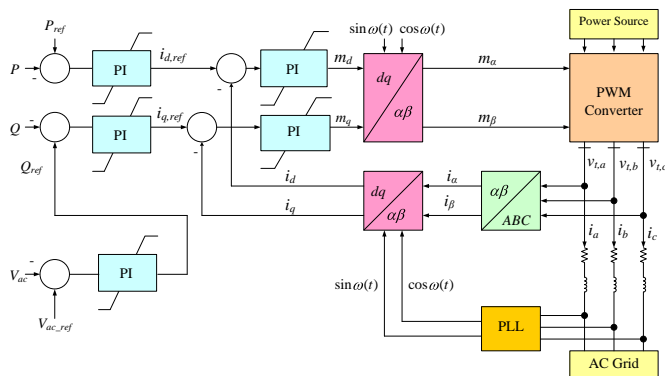 sin ω(t) cos ω(t)
Power Source
P_ref
P
-
PI
i_d,ref
-
PI
m_d
dq
αβ
m_α
PWM
Converter
Q
-
Q_ref
PI
i_q,ref
-
PI
m_q
m_β
v_t,a
v_t,b
v_t,c
i_d
i_q
dq
αβ
i_α
i_β
αβ
ABC
i_a
i_b
i_c
V_ac
-
V_ac_ref
PI
sin ω(t)
cos ω(t)
PLL
AC Grid